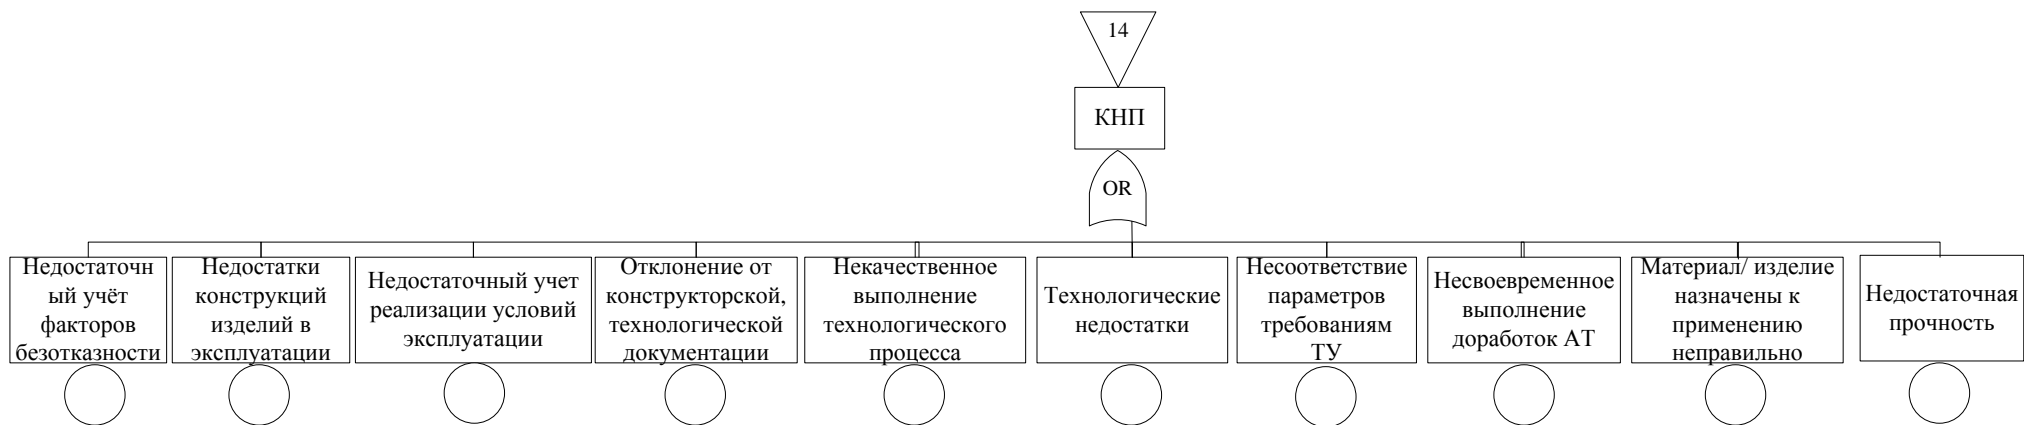 14
КНП
OR
Недостаточн
ый учёт
факторов
безотказности
Недостатки
конструкций
изделий в
эксплуатации
Недостаточный учет
реализации условий
эксплуатации
Отклонение от
конструкторской,
технологической
документации
Некачественное
выполнение
технологического
процесса
Технологические
недостатки
Несоответствие
параметров
требованиям
ТУ
Несвоевременное
выполнение
доработок АТ
Материал/ изделие
назначены к
применению
неправильно
Недостаточная
прочность